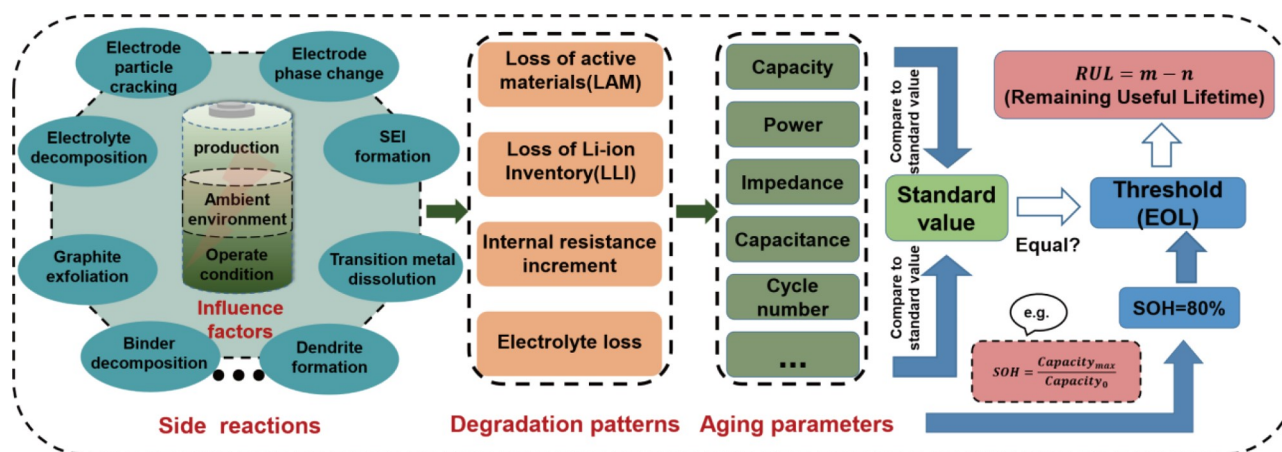 Electrode
particle
cracking
Electrode
phase change
Electrolyte
decomposition
SEI
formation
Graphite
exfoliation
Transition metal
dissolution
Binder
decomposition
Dendrite
formation
production
Ambient
environment
Operate
condition
Influence
factors
●●●
Side reactions
Loss of active
materials(LAM)
Loss of Li-ion
Inventory(LLI)
Internal resistance
increment
Electrolyte loss
Degradation patterns
Capacity
Power
Impedance
Capacitance
Cycle
number
...
Aging parameters
Compare to
standard value
Compare to
standard value
Standard
value
Equal?
RUL = m − n
(Remaining Useful Lifetime)
Threshold
(EOL)
SOH=80%
e.g.
SOH = Capacity_max / Capacity_0